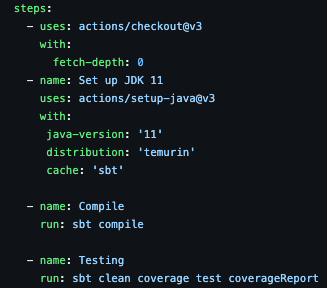 steps:
  - uses: actions/checkout@v3
    with:
      fetch-depth: 0
  - name: Set up JDK 11
    uses: actions/setup-java@v3
    with:
     java-version: '11'
     distribution: 'temurin'
     cache: 'sbt'

  - name: Compile
    run: sbt compile

  - name: Testing
    run: sbt clean coverage test coverageReport